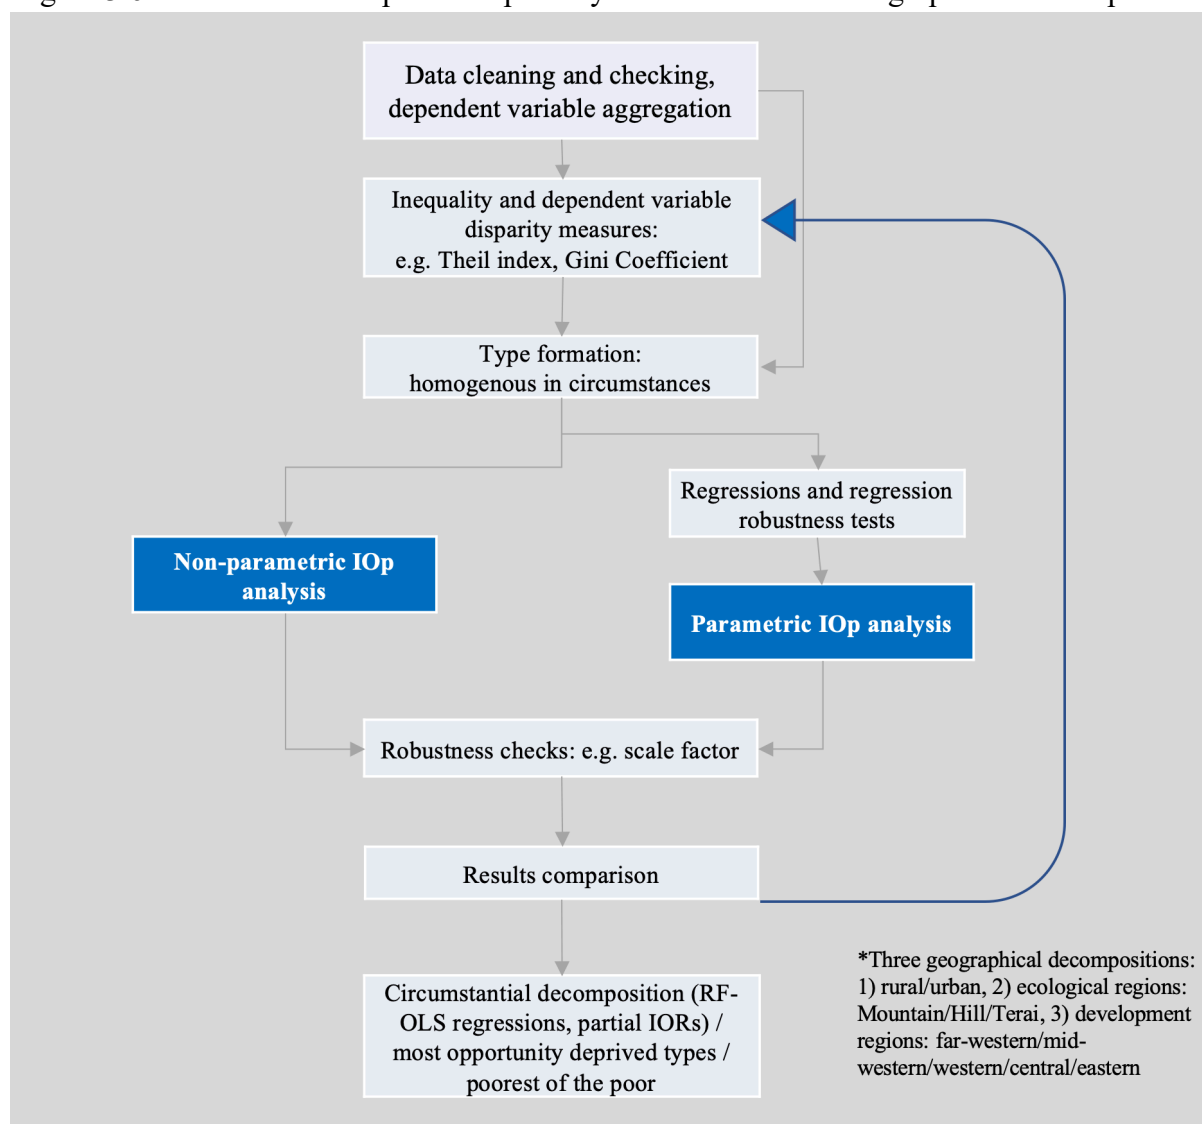 Data cleaning and checking,
dependent variable aggregation
Inequality and dependent variable
disparity measures:
e.g. Theil index, Gini Coefficient
Type formation:
homogenous in circumstances
Regressions and regression
robustness tests
Non-parametric IOp
analysis
Parametric IOp analysis
Robustness checks: e.g. scale factor
Results comparison
Circumstantial decomposition (RF-
OLS regressions, partial IORs) /
most opportunity deprived types /
poorest of the poor
*Three geographical decompositions:
1) rural/urban, 2) ecological regions:
Mountain/Hill/Terai, 3) development
regions: far-western/mid-
western/western/central/eastern